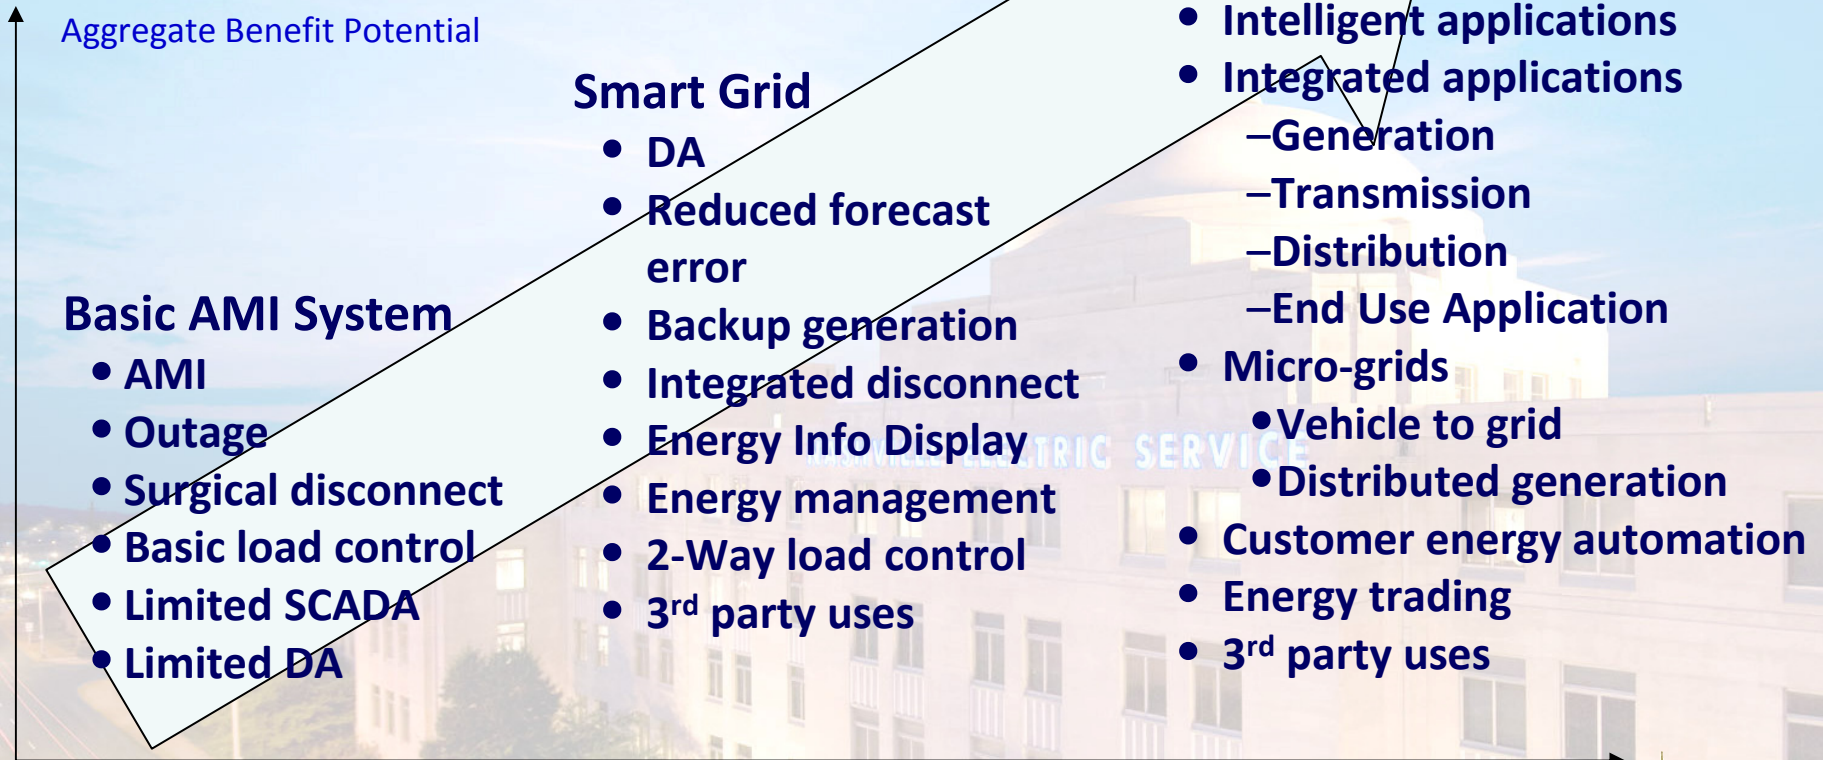 Aggregate Benefit Potential
Basic AMI System
• AMI
• Outage
• Surgical disconnect
• Basic load control
• Limited SCADA
• Limited DA
Smart Grid
• DA
• Reduced forecast
error
• Backup generation
• Integrated disconnect
• Energy Info Display
• Energy management
• 2-Way load control
• 3rd party uses
• Intelligent applications
• Integrated applications
–Generation
–Transmission
–Distribution
–End Use Application
• Micro-grids
•Vehicle to grid
•Distributed generation
• Customer energy automation
• Energy trading
• 3rd party uses
ELECTRIC SERVICE